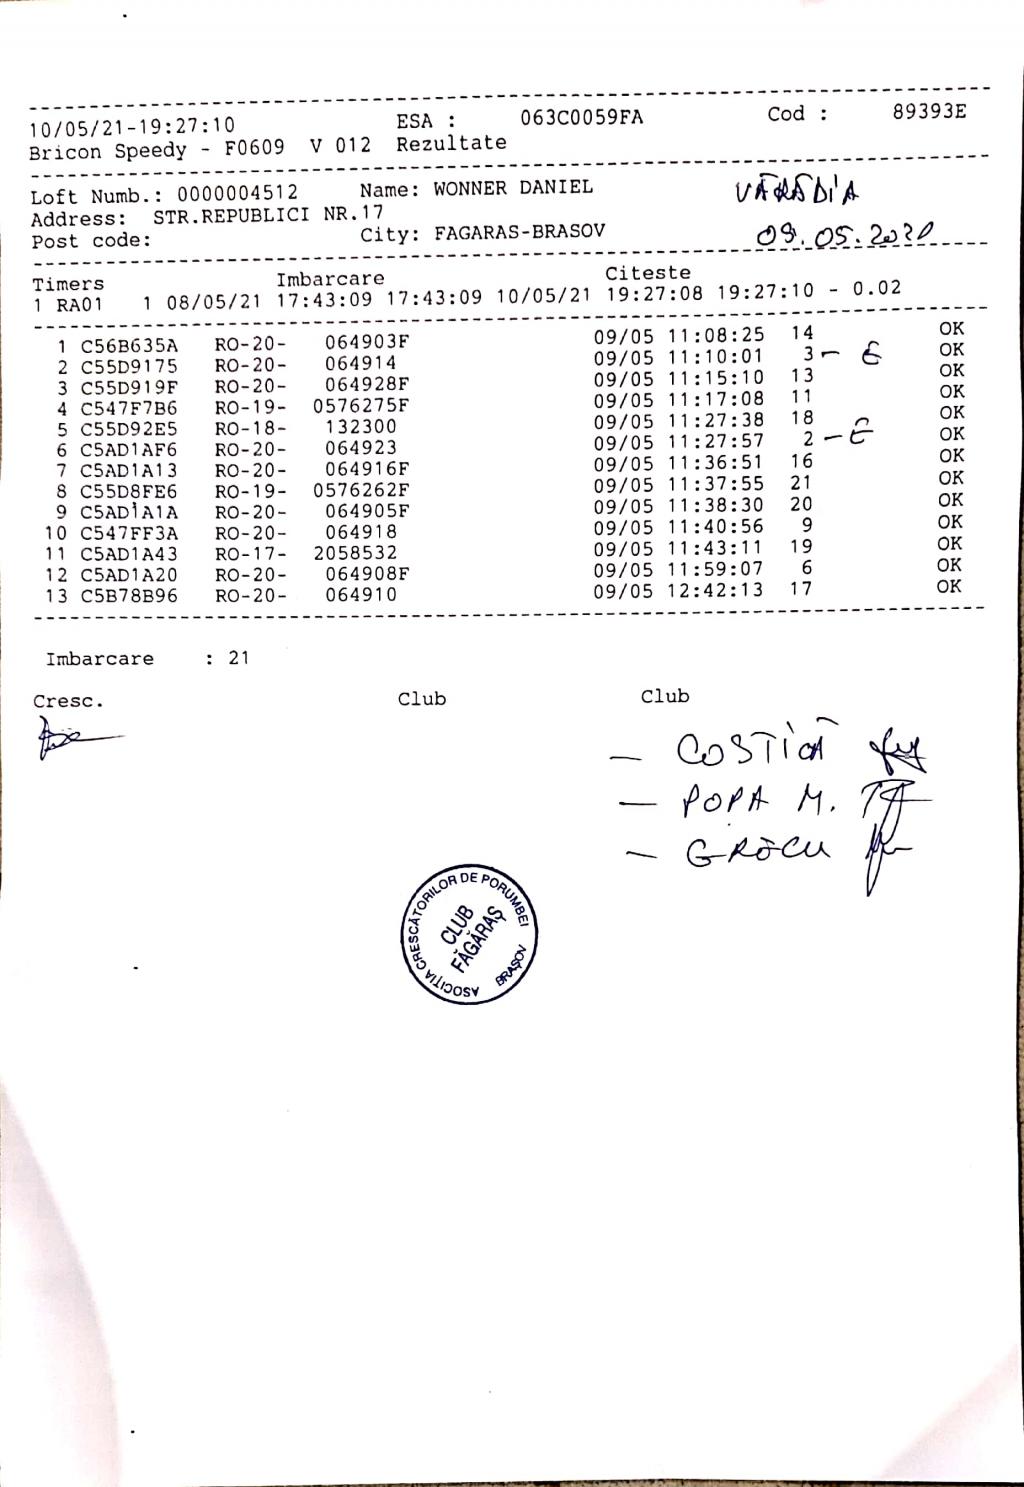 10/05/21-19:27:10 ESA : 063C0059FA Cod : 89393E
Bricon Speedy - F0609 V 012 Rezultate
Loft Numb.: 0000004512 Name: WONNER DANIEL VĂRĂDIA
Address: STR.REPUBLICI NR.17
Post code: City: FAGARAS-BRASOV 09.05.2021
Timers Imbarcare Citeste
1 RA01 1 08/05/21 17:43:09 17:43:09 10/05/21 19:27:08 19:27:10 - 0.02
1 C56B635A RO-20- 064903F 09/05 11:08:25 14 OK
2 C55D9175 RO-20- 064914 09/05 11:10:01 3 - E OK
3 C55D919F RO-20- 064928F 09/05 11:15:10 13 OK
4 C547F7B6 RO-19- 0576275F 09/05 11:17:08 11 OK
5 C55D92E5 RO-18- 132300 09/05 11:27:38 18 OK
6 C5AD1AF6 RO-20- 064923 09/05 11:27:57 2 - E OK
7 C5AD1A13 RO-20- 064916F 09/05 11:36:51 16 OK
8 C55D8FE6 RO-19- 0576262F 09/05 11:37:55 21 OK
9 C5AD1A1A RO-20- 064905F 09/05 11:38:30 20 OK
10 C547FF3A RO-20- 064918 09/05 11:40:56 9 OK
11 C5AD1A43 RO-17- 2058532 09/05 11:43:11 19 OK
12 C5AD1A20 RO-20- 064908F 09/05 11:59:07 6 OK
13 C5B78B96 RO-20- 064910 09/05 12:42:13 17 OK
Imbarcare : 21
Cresc. Club Club
- COSTICĂ
- POPA M.
- GRECU
ASOCIŢIA CRESCĂTORILOR DE PORUMBEI
CLUB
FĂGĂRAŞ
BRAŞOV